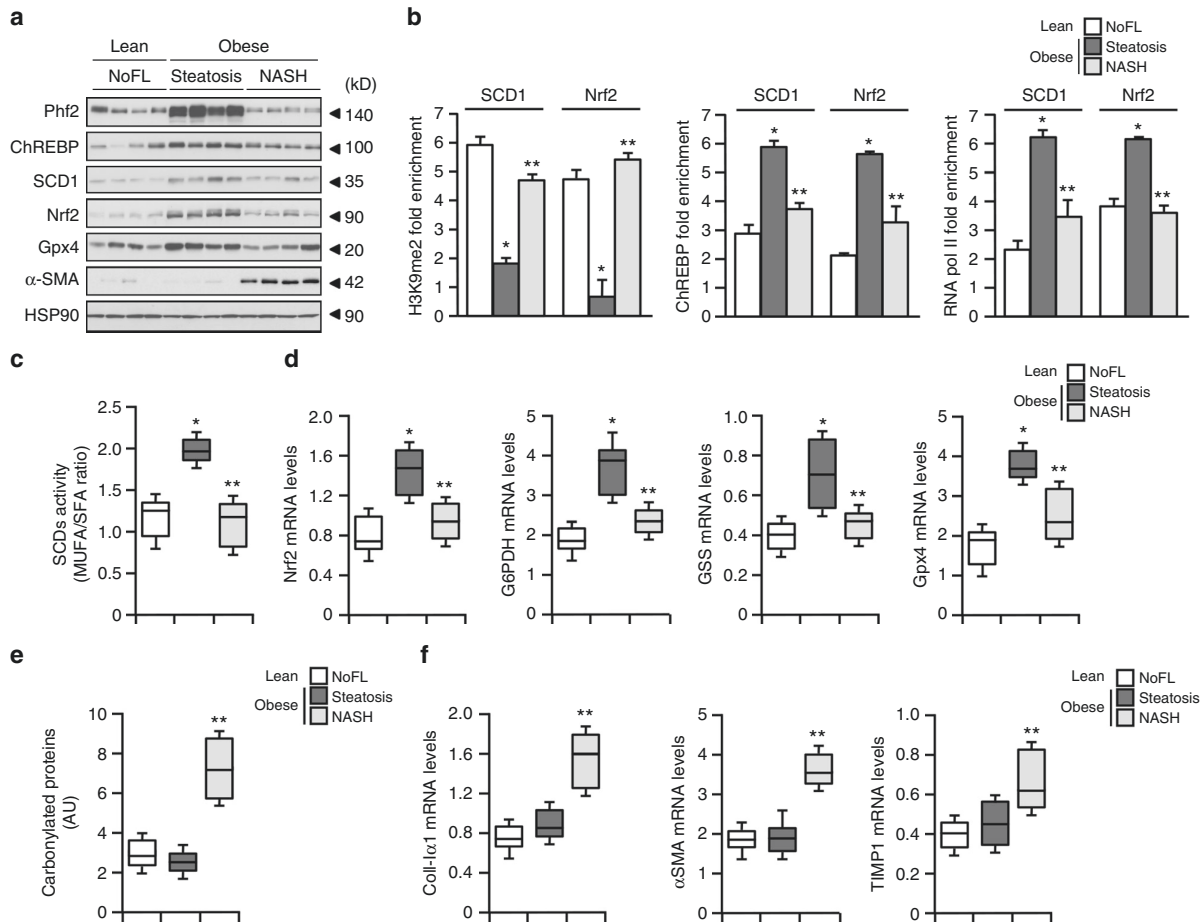 a
Lean Obese
NoFL Steatosis NASH (kD)
Phf2 140
ChREBP 100
SCD1 35
Nrf2 90
Gpx4 20
α-SMA 42
HSP90 90
b
Lean NoFL
Obese Steatosis
NASH
SCD1 Nrf2
H3K9me2 fold enrichment
7
6
5
4
3
2
1
0
* ** * **
SCD1 Nrf2
ChREBP fold enrichment
7
6
5
4
3
2
1
0
* ** * **
SCD1 Nrf2
RNA pol II fold enrichment
7
6
5
4
3
2
1
0
* ** * **
c
SCDs activity
(MUFA/SFA ratio)
2.5
2.0
1.5
1.0
0.5
0
* **
d
Lean NoFL
Obese Steatosis
NASH
Nrf2 mRNA levels
2.0
1.6
1.2
0.8
0.4
0
* **
G6PDH mRNA levels
5
4
3
2
1
0
* **
GSS mRNA levels
1.0
0.8
0.6
0.4
0.2
0
* **
Gpx4 mRNA levels
5
4
3
2
1
0
* **
e
Lean NoFL
Obese Steatosis
NASH
Carbonylated proteins
(AU)
10
8
6
4
2
0
**
f
Lean NoFL
Obese Steatosis
NASH
Coll-Iα1 mRNA levels
2.0
1.6
1.2
0.8
0.4
0
**
αSMA mRNA levels
5
4
3
2
1
0
**
TIMP1 mRNA levels
1.0
0.8
0.6
0.4
0.2
0
**